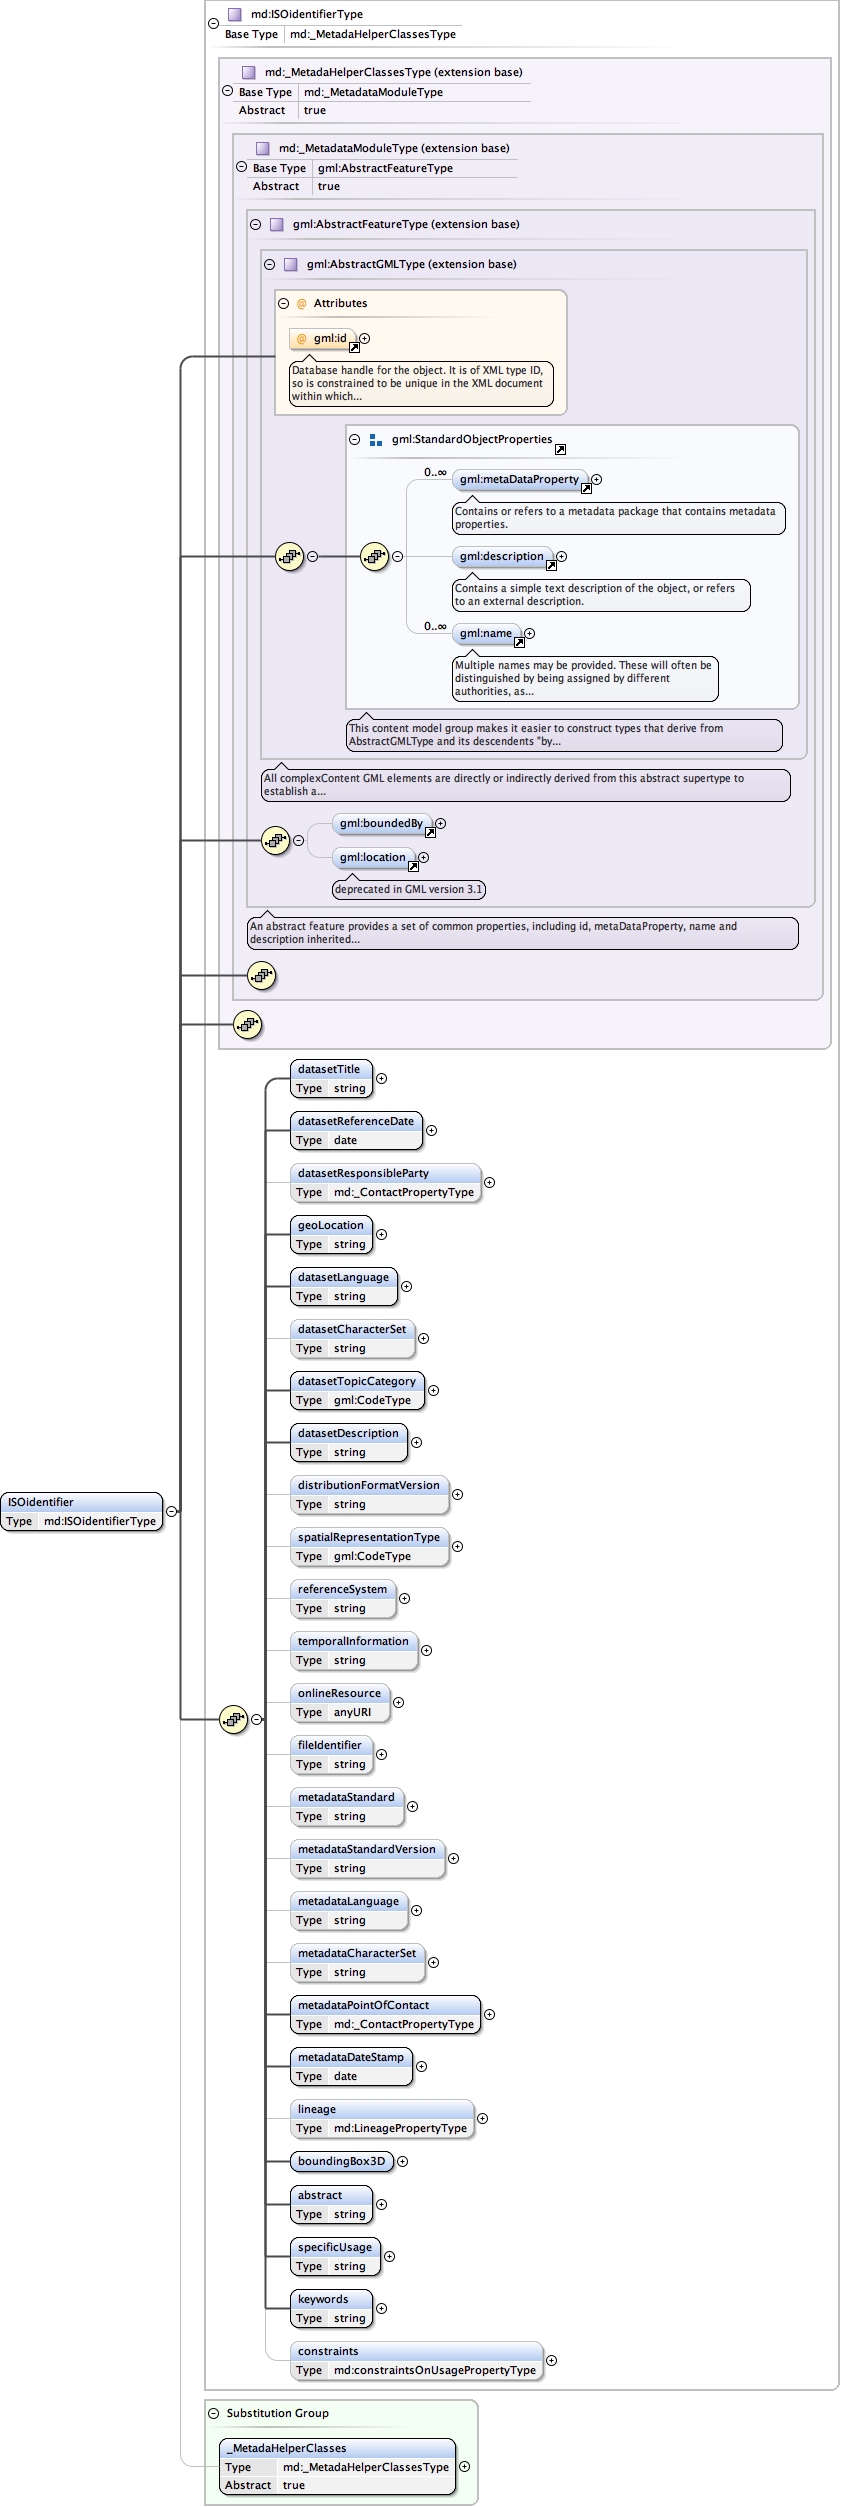 md:ISOidentifierType
Base Type md:_MetadaHelperClassesType
md:_MetadaHelperClassesType (extension base)
Base Type md:_MetadataModuleType
Abstract true
md:_MetadataModuleType (extension base)
Base Type gml:AbstractFeatureType
Abstract true
gml:AbstractFeatureType (extension base)
gml:AbstractGMLType (extension base)
@ Attributes
@ gml:id
Database handle for the object. It is of XML type ID,
so is constrained to be unique in the XML document
within which...
gml:StandardObjectProperties
0..∞
gml:metaDataProperty
Contains or refers to a metadata package that contains metadata
properties.
gml:description
Contains a simple text description of the object, or refers
to an external description.
0..∞
gml:name
Multiple names may be provided. These will often be
distinguished by being assigned by different
authorities, as...
This content model group makes it easier to construct types that derive from
AbstractGMLType and its descendents "by...
All complexContent GML elements are directly or indirectly derived from this abstract supertype to
establish a...
gml:boundedBy
gml:location
deprecated in GML version 3.1
An abstract feature provides a set of common properties, including id, metaDataProperty, name and
description inherited...
datasetTitle
Type string
datasetReferenceDate
Type date
datasetResponsibleParty
Type md:_ContactPropertyType
geoLocation
Type string
datasetLanguage
Type string
datasetCharacterSet
Type string
datasetTopicCategory
Type gml:CodeType
datasetDescription
Type string
distributionFormatVersion
Type string
ISOidentifier
Type md:ISOidentifierType
spatialRepresentationType
Type gml:CodeType
referenceSystem
Type string
temporalInformation
Type string
onlineResource
Type anyURI
fileIdentifier
Type string
metadataStandard
Type string
metadataStandardVersion
Type string
metadataLanguage
Type string
metadataCharacterSet
Type string
metadataPointOfContact
Type md:_ContactPropertyType
metadataDateStamp
Type date
lineage
Type md:LineagePropertyType
boundingBox3D
abstract
Type string
specificUsage
Type string
keywords
Type string
constraints
Type md:constraintsOnUsagePropertyType
Substitution Group
_MetadaHelperClasses
Type md:_MetadaHelperClassesType
Abstract true